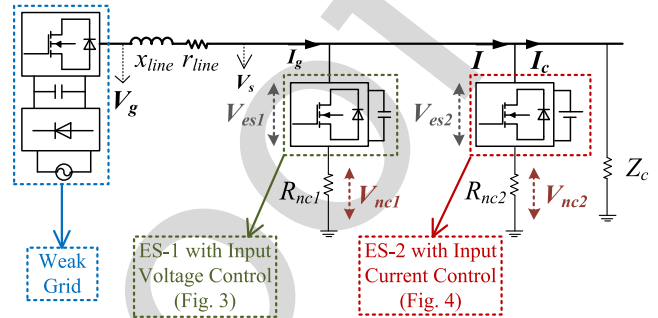 V_g
x_line
r_line
V_s
I_g
I
I_c
V_es1
V_es2
R_nc1
V_nc1
R_nc2
V_nc2
Z_c
Weak
Grid
ES-1 with Input
Voltage Control
(Fig. 3)
ES-2 with Input
Current Control
(Fig. 4)